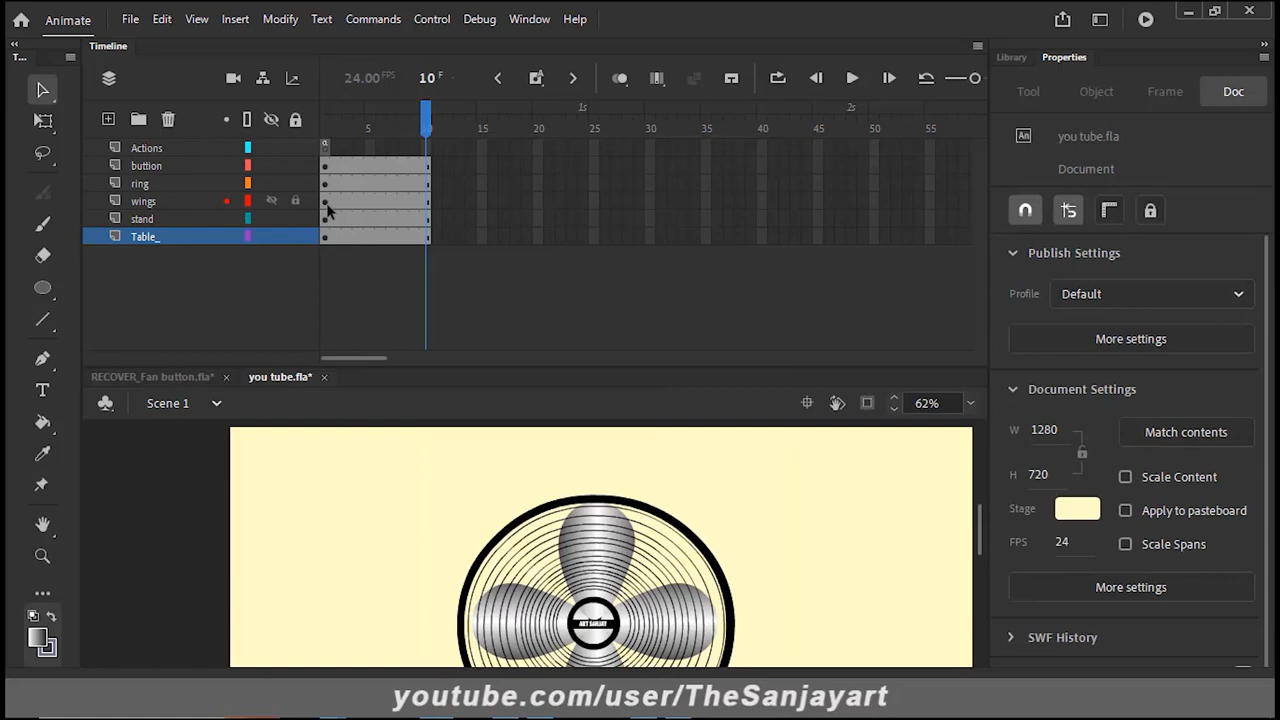 Animate File Edit View Insert Modify Text Commands Control Debug Window Help
T... Timeline Library Properties
24.00 FPS 10 F
Tool Object Frame Doc
1s 2s
5 10 15 20 25 30 35 40 45 50 55
Actions
An you tube.fla
buttion
Document
ring
wings
stand
Table_
Publish Settings
Profile Default
More settings
RECOVER_Fan button.fla* × you tube.fla* ×
Document Settings
Scene 1 62%
W 1280 Match contents
H 720 Scale Content
Stage Apply to pasteboard
FPS 24 Scale Spans
More settings
ART SANJAY
SWF History
youtube.com/user/TheSanjayart